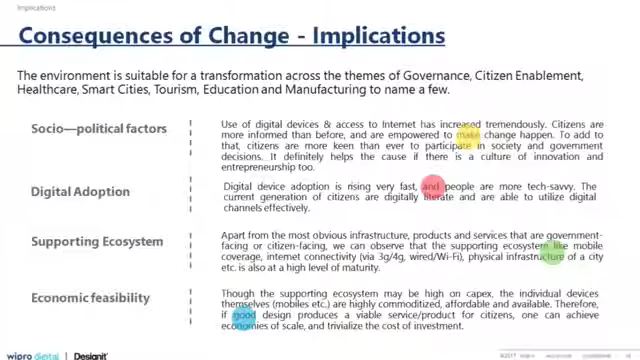 Implications
Consequences of Change - Implications
The environment is suitable for a transformation across the themes of Governance, Citizen Enablement,
Healthcare, Smart Cities, Tourism, Education and Manufacturing to name a few.
Socio—political factors
Use of digital devices & access to Internet has increased tremendously. Citizens are
more informed than before, and are empowered to make change happen. To add to
that, citizens are more keen than ever to participate in society and government
decisions. It definitely helps the cause if there is a culture of innovation and
entrepreneurship too.
Digital Adoption
Digital device adoption is rising very fast, and people are more tech-savvy. The
current generation of citizens are digitally literate and are able to utilize digital
channels effectively.
Supporting Ecosystem
Apart from the most obvious infrastructure, products and services that are government-
facing or citizen-facing, we can observe that the supporting ecosystem like mobile
coverage, internet connectivity (via 3g/4g, wired/Wi-Fi), physical infrastructure of a city
etc. is also at a high level of maturity.
Economic feasibility
Though the supporting ecosystem may be high on capex, the individual devices
themselves (mobiles etc.) are highly commoditized, affordable and available. Therefore,
if good design produces a viable service/product for citizens, one can achieve
economies of scale, and trivialize the cost of investment.
wipro digital | Designit